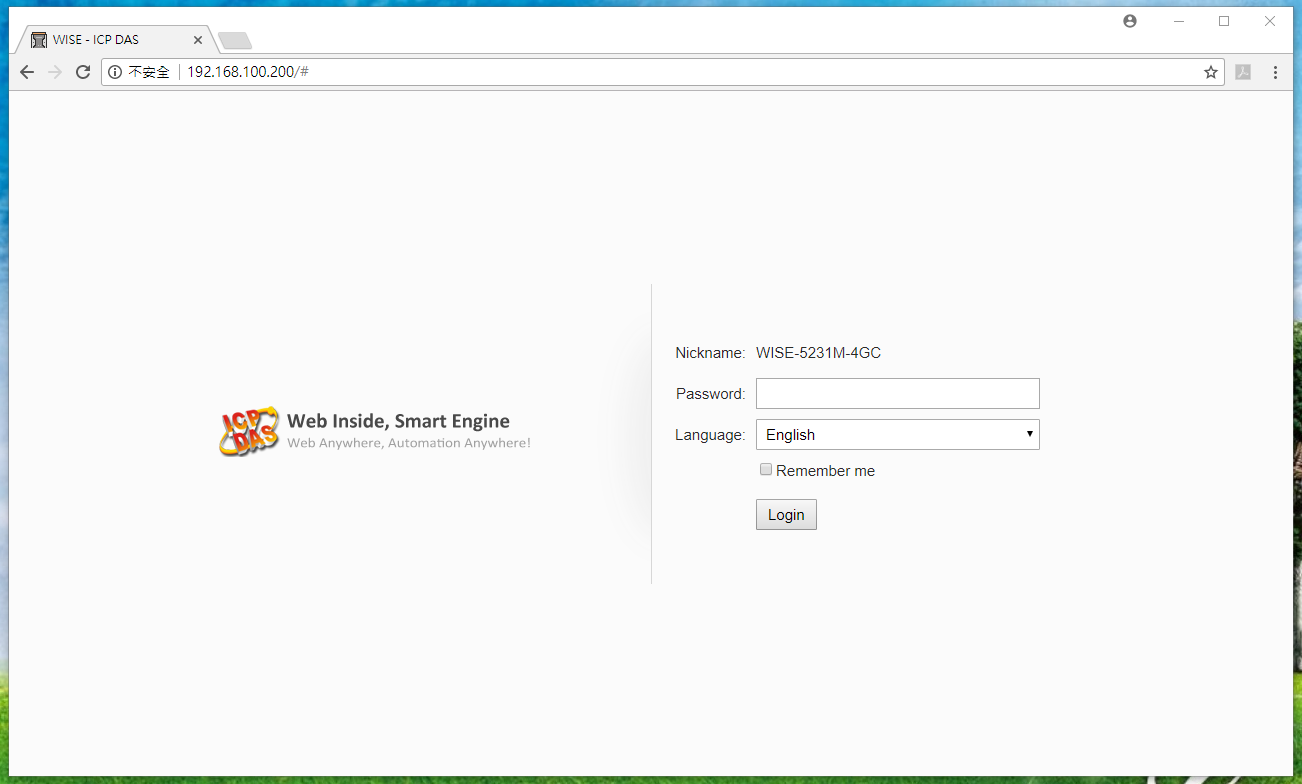 WISE - ICP DAS
不安全 192.168.100.200/#
Nickname: WISE-5231M-4GC
Password:
ICP DAS
Web Inside, Smart Engine
Web Anywhere, Automation Anywhere!
Language: English
Remember me
Login